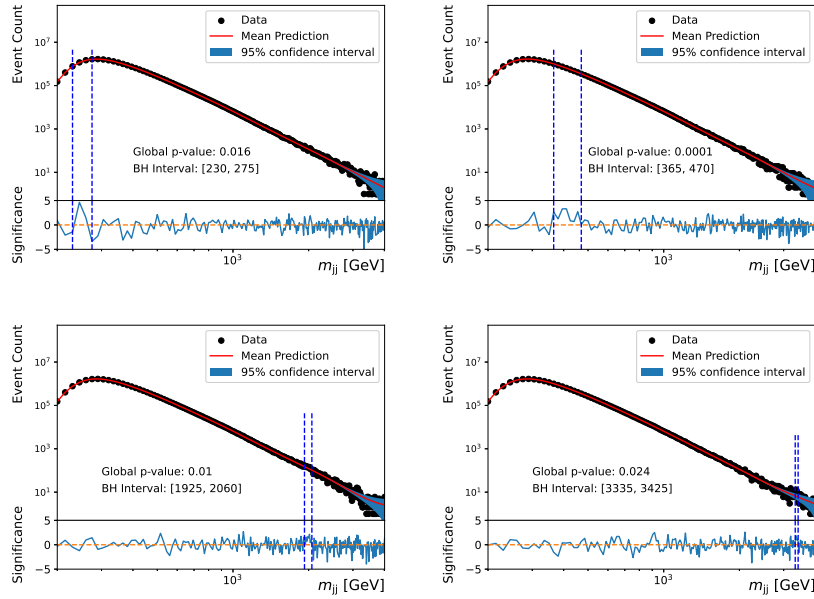 Event Count
10^7
10^5
10^3
10^1
Data
Mean Prediction
95% confidence interval
Global p-value: 0.016
BH Interval: [230, 275]
Significance
5
0
−5
10^3
m_jj [GeV]
Event Count
10^7
10^5
10^3
10^1
Data
Mean Prediction
95% confidence interval
Global p-value: 0.0001
BH Interval: [365, 470]
Significance
5
0
−5
10^3
m_jj [GeV]
Event Count
10^7
10^5
10^3
10^1
Data
Mean Prediction
95% confidence interval
Global p-value: 0.01
BH Interval: [1925, 2060]
Significance
5
0
−5
10^3
m_jj [GeV]
Event Count
10^7
10^5
10^3
10^1
Data
Mean Prediction
95% confidence interval
Global p-value: 0.024
BH Interval: [3335, 3425]
Significance
5
0
−5
10^3
m_jj [GeV]